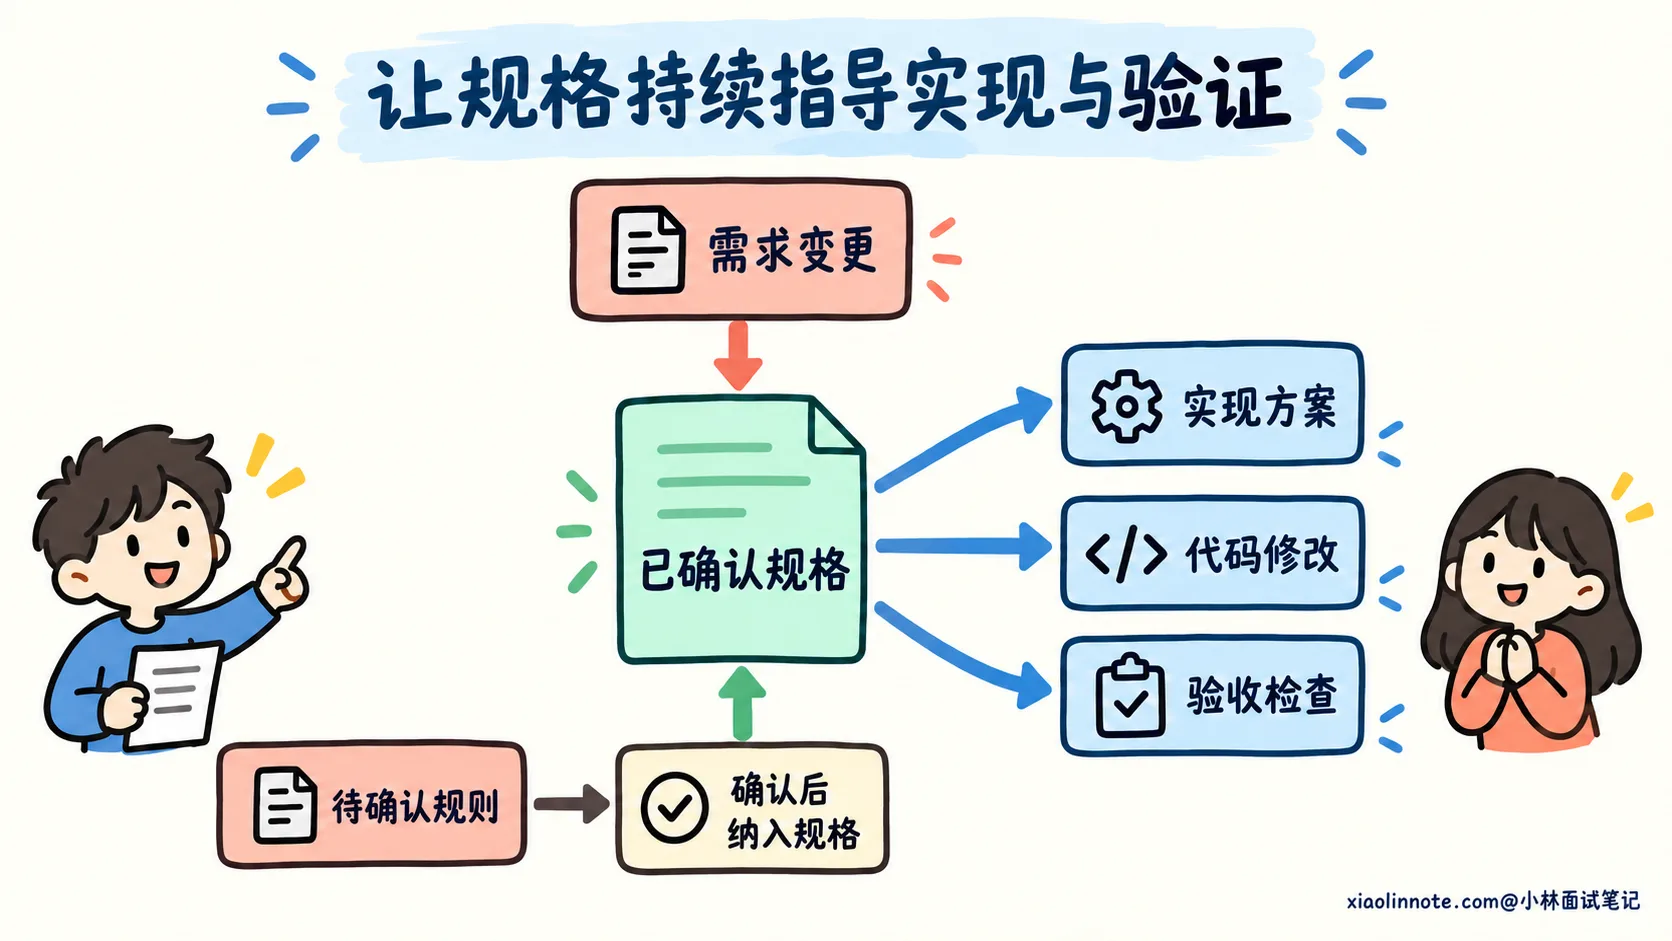 让规格持续指导实现与验证
需求变更
已确认规格
实现方案
</> 代码修改
验收检查
待确认规则
确认后
纳入规格
xiaolinnote.com@小林面试笔记